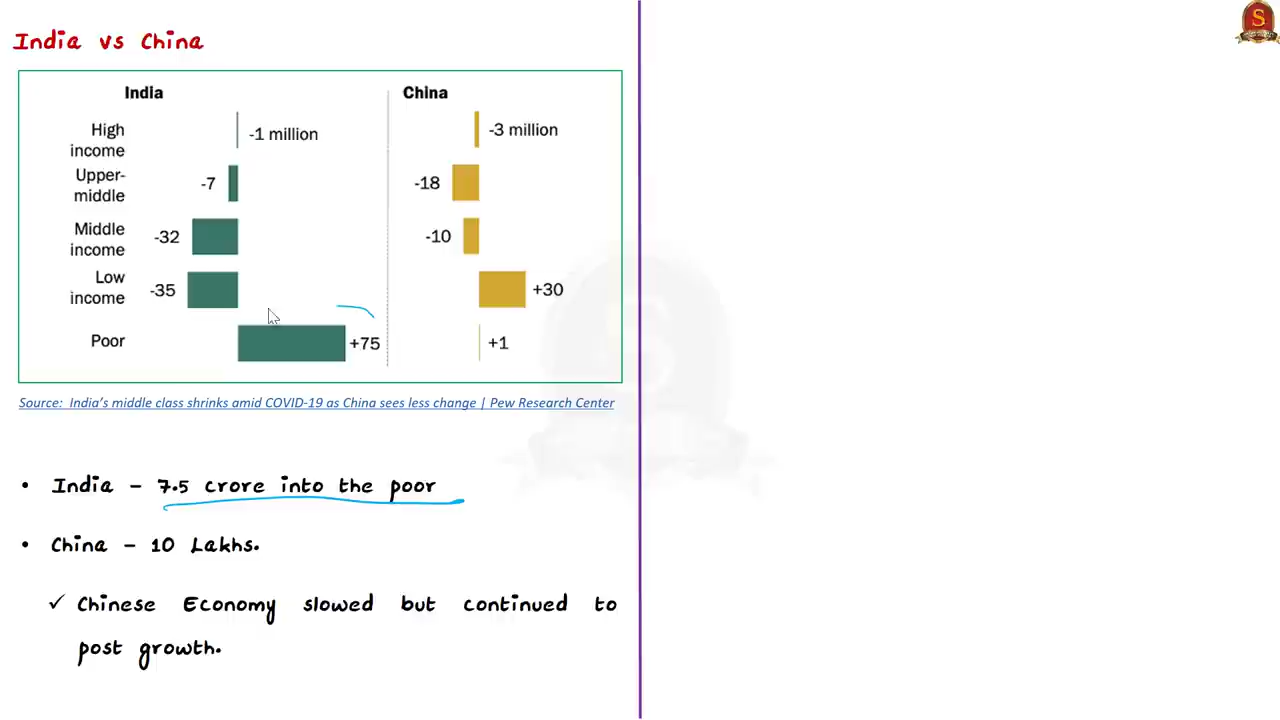 India vs China
India
China
High
income
-1 million
-3 million
Upper-
middle
-7
-18
Middle
income
-32
-10
Low
income
-35
+30
Poor
+75
+1
Source: India's middle class shrinks amid COVID-19 as China sees less change | Pew Research Center
• India – 7.5 crore into the poor
• China – 10 Lakhs.
✓ Chinese Economy slowed but continued to
post growth.
S